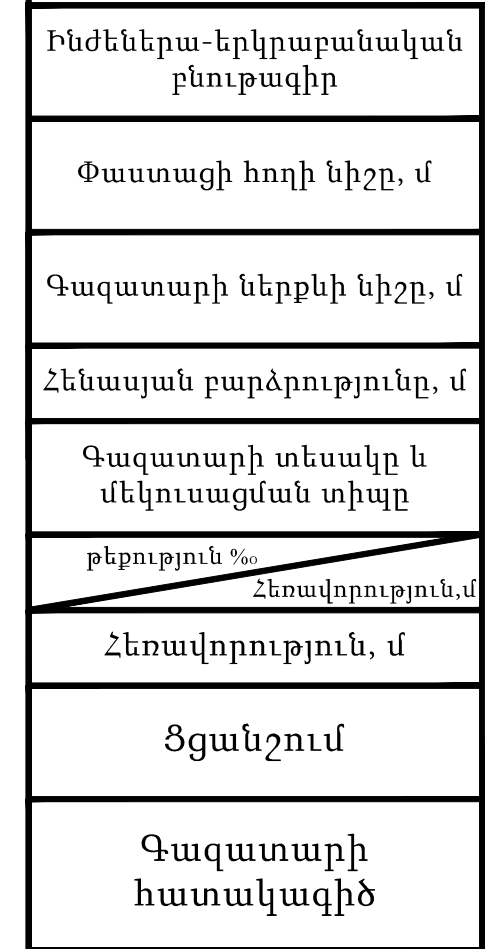 Ինժեներա-երկրաբանական
բնութագիր
Փաստացի հողի նիշը, մ
Գազատարի ներքևի նիշը, մ
Հենասյան բարձրությունը, մ
Գազատարի տեսակը և
մեկուսացման տիպը
թեքություն ‰
Հեռավորություն,մ
Հեռավորություն, մ
Ցցանշում
Գազատարի
հատակագիծ